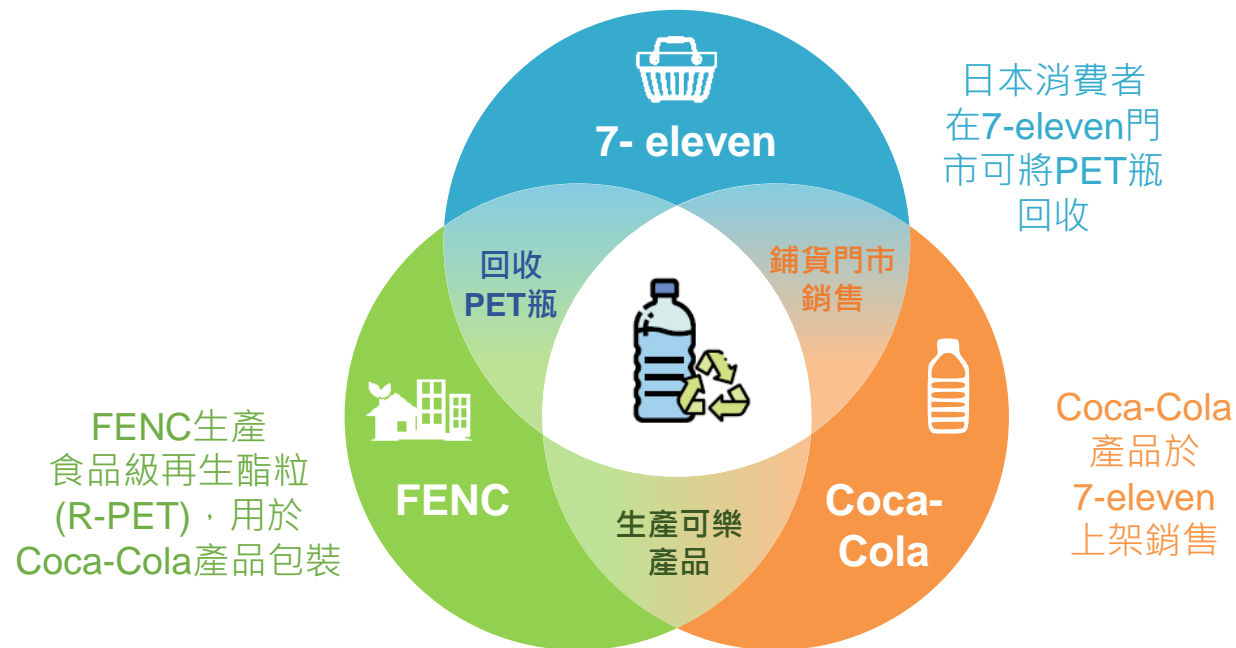 7- eleven
日本消費者
在7-eleven門
市可將PET瓶
回收
回收
PET瓶
鋪貨門市
銷售
FENC生產
食品級再生酯粒
(R-PET)，用於
Coca-Cola產品包裝
FENC
生產可樂
產品
Coca-
Cola
Coca-Cola
產品於
7-eleven
上架銷售